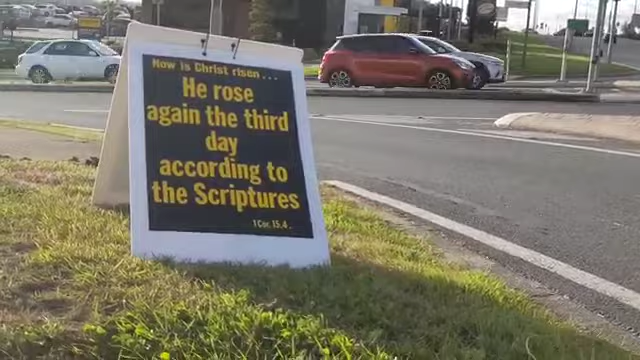 Now is Christ risen...
He rose
again the third
day
according to
the Scriptures
1 Cor. 15.4.